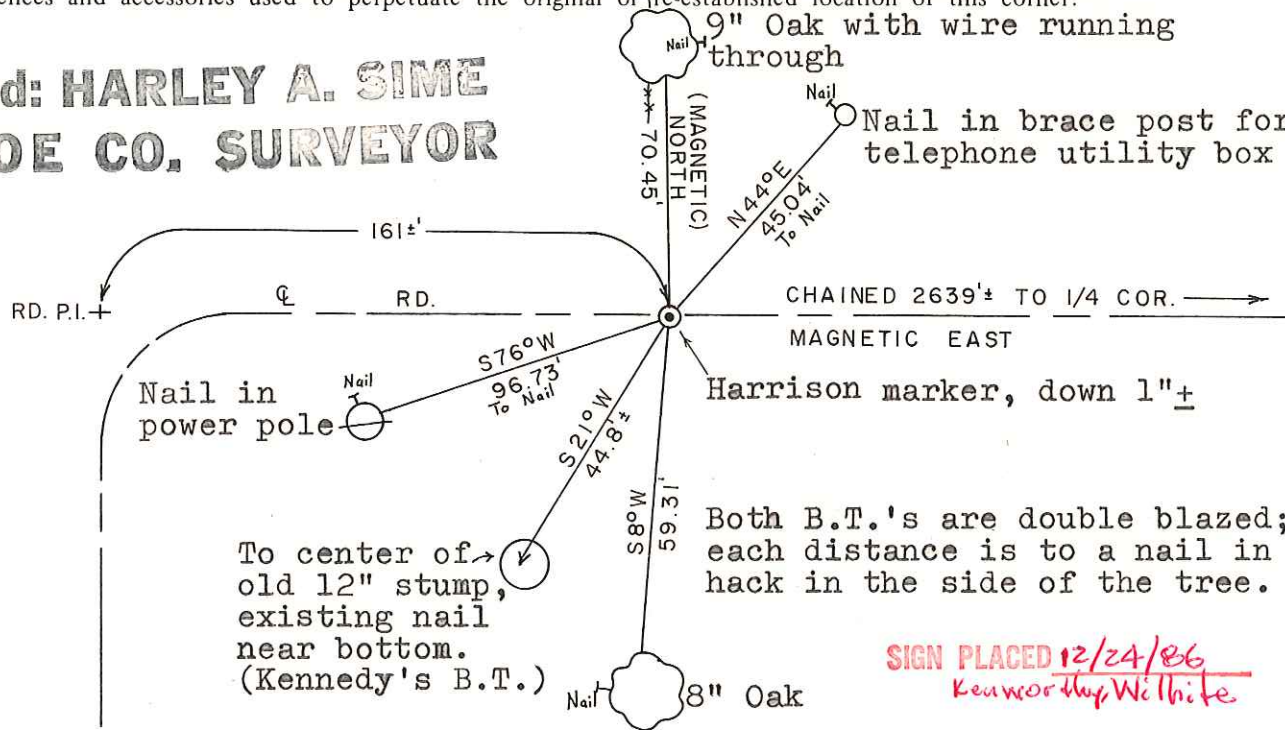 ences and accessories used to perpetuate the original or re-established location of this corner.
d: HARLEY A. SIME
OE CO. SURVEYOR
Nail
9" Oak with wire running
through
(MAGNETIC)
NORTH
70.45'
Nail
Nail in brace post for
telephone utility box
N44°E
45.04'
To Nail
161±'
RD. P.I.
℄ RD.
CHAINED 2639'± TO 1/4 COR.
MAGNETIC EAST
S76°W
96.73'
To Nail
Nail
Nail in
power pole
Harrison marker, down 1"±
S21°W
44.8'±
S8°W
59.31'
Both B.T.'s are double blazed;
each distance is to a nail in
hack in the side of the tree.
To center of
old 12" stump,
existing nail
near bottom.
(Kennedy's B.T.)
Nail
8" Oak
SIGN PLACED 12/24/86
Kenworthy, Wilhite